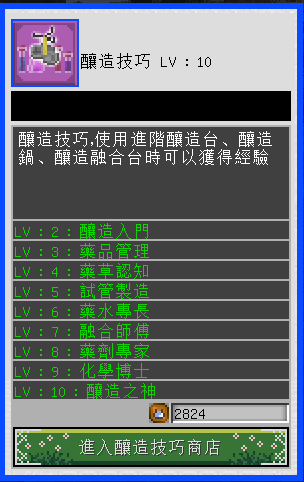 釀造技巧 LV：10
釀造技巧,使用進階釀造台、釀造
鍋、釀造融合台時可以獲得經驗
LV：2：釀造入門
LV：3：藥品管理
LV：4：藥草認知
LV：5：試管製造
LV：6：藥水專長
LV：7：融合師傅
LV：8：藥劑專家
LV：9：化學博士
LV：10：釀造之神
2824
進入釀造技巧商店